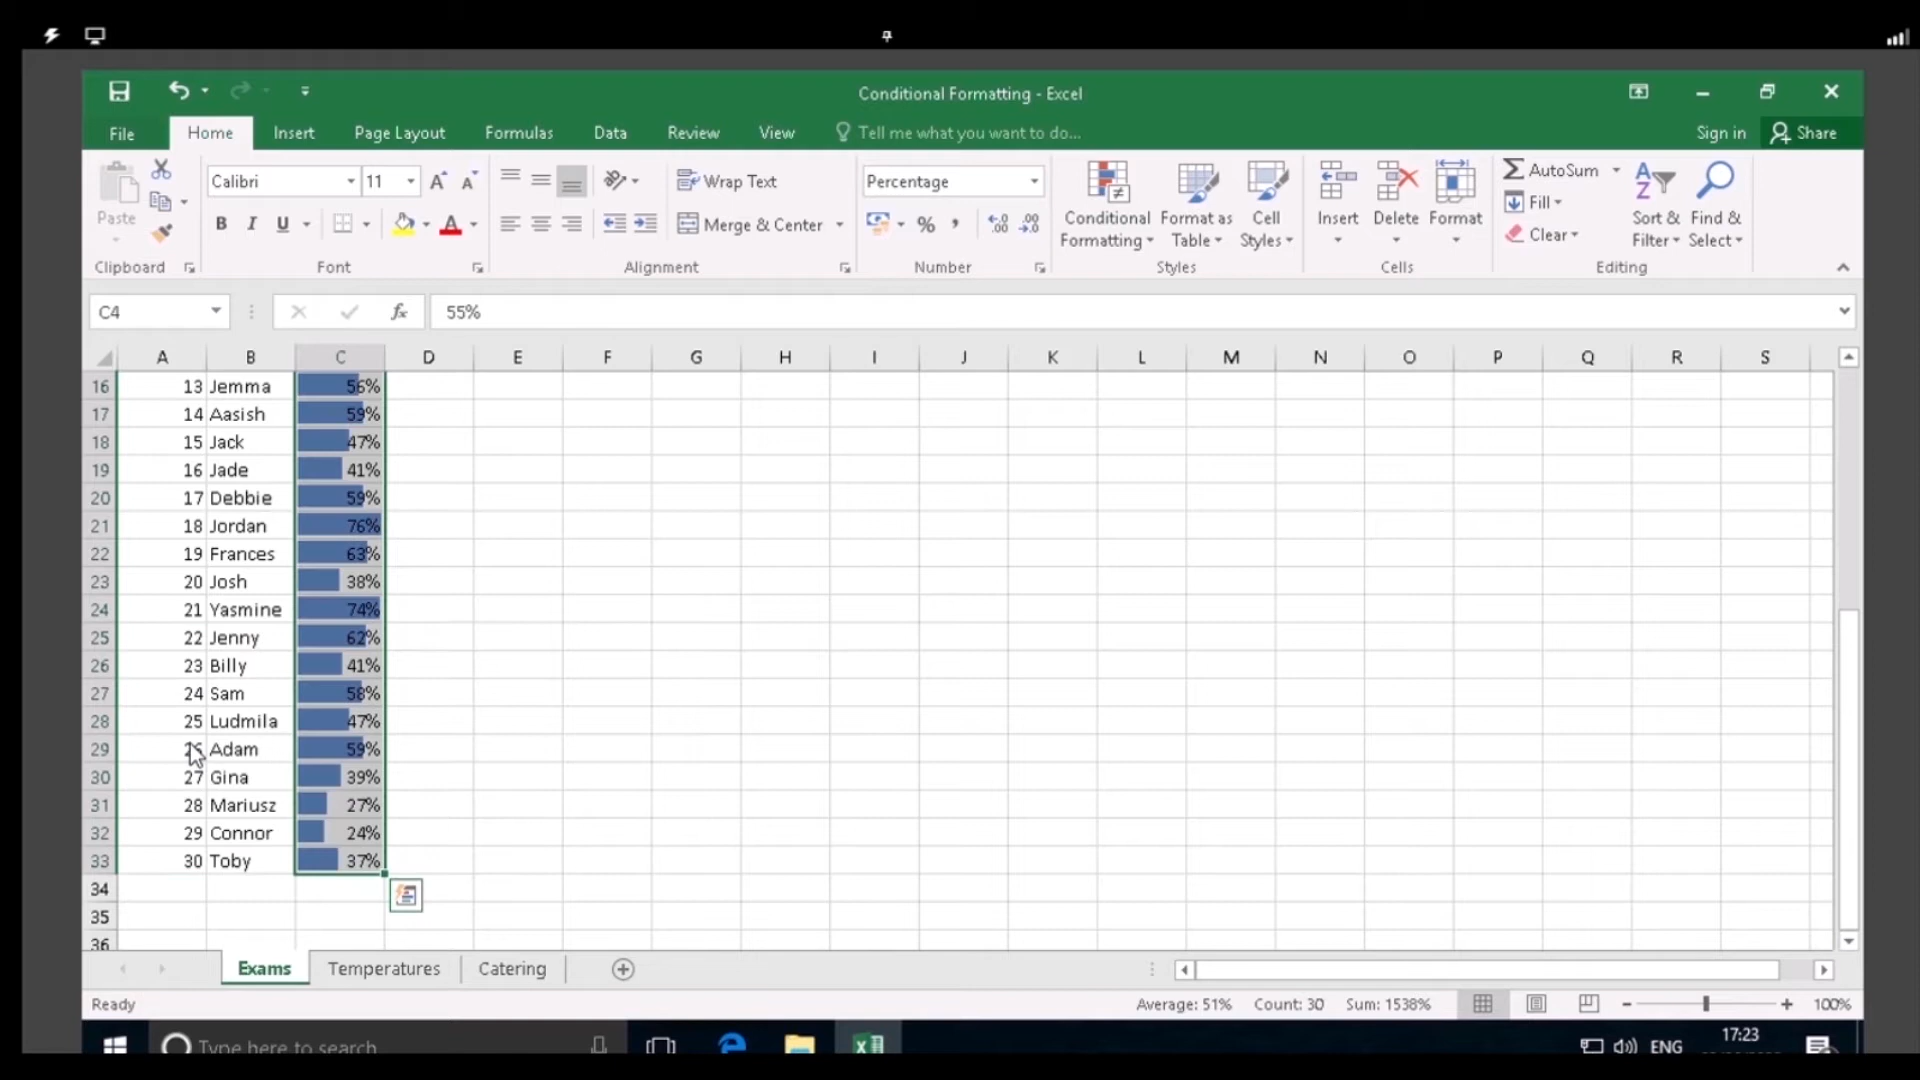 Conditional Formatting - Excel
File Home Insert Page Layout Formulas Data Review View Tell me what you want to do... Sign in Share
Calibri 11 Wrap Text Percentage AutoSum
Paste Fill
B I U Merge & Center % , Conditional Formatting Format as Table Cell Styles Insert Delete Format Clear Sort & Filter Find & Select
Clipboard Font Alignment Number Styles Cells Editing
C4 fx 55%
A B C D E F G H I J K L M N O P Q R S
16 13 Jemma 56%
17 14 Aasish 59%
18 15 Jack 47%
19 16 Jade 41%
20 17 Debbie 59%
21 18 Jordan 76%
22 19 Frances 63%
23 20 Josh 38%
24 21 Yasmine 74%
25 22 Jenny 62%
26 23 Billy 41%
27 24 Sam 58%
28 25 Ludmila 47%
29 26 Adam 59%
30 27 Gina 39%
31 28 Mariusz 27%
32 29 Connor 24%
33 30 Toby 37%
34
35
36
Exams Temperatures Catering
Ready Average: 51% Count: 30 Sum: 1538% 100%
Type here to search ENG 17:23